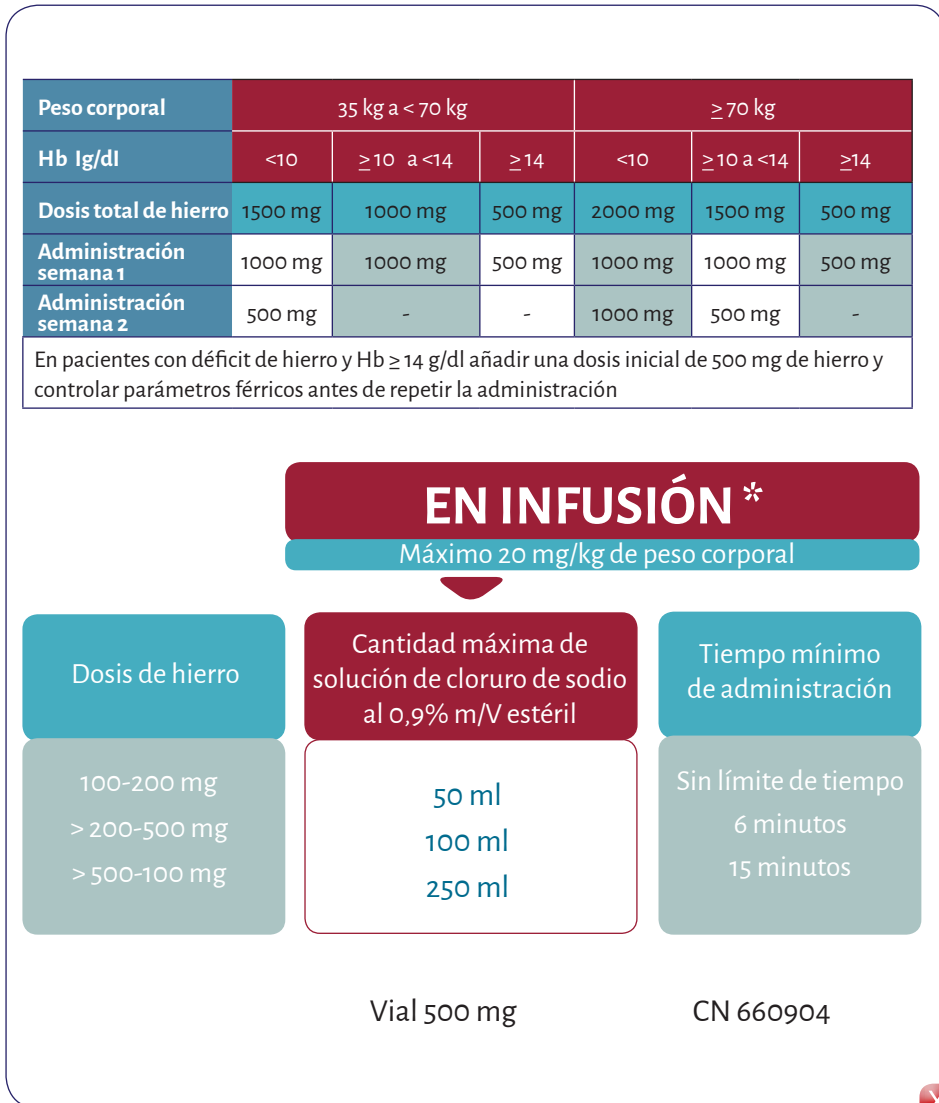 Peso corporal 35 kg a < 70 kg ≥ 70 kg
Hb Ig/dI <10 ≥10 a <14 ≥14 <10 ≥10 a <14 ≥14
Dosis total de hierro 1500 mg 1000 mg 500 mg 2000 mg 1500 mg 500 mg
Administración
semana 1 1000 mg 1000 mg 500 mg 1000 mg 1000 mg 500 mg
Administración
semana 2 500 mg - - 1000 mg 500 mg -
En pacientes con déficit de hierro y Hb ≥ 14 g/dl añadir una dosis inicial de 500 mg de hierro y
controlar parámetros férricos antes de repetir la administración
EN INFUSIÓN *
Máximo 20 mg/kg de peso corporal
Dosis de hierro
100-200 mg
> 200-500 mg
> 500-100 mg
Cantidad máxima de
solución de cloruro de sodio
al 0,9% m/V estéril
50 ml
100 ml
250 ml
Tiempo mínimo
de administración
Sin límite de tiempo
6 minutos
15 minutos
Vial 500 mg CN 660904